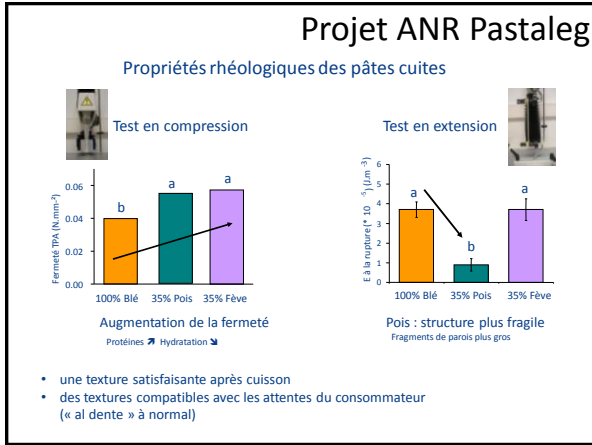 Projet ANR Pastaleg
Propriétés rhéologiques des pâtes cuites
Test en compression
Fermeté TPA (N.mm-²)
0.06
0.04
0.02
0.00
b
a
a
100% Blé
35% Pois
35% Fève
Augmentation de la fermeté
Protéines ↗ Hydratation ↘
Test en extension
E à la rupture (* 10 -5) (J.m-3)
6
5
4
3
2
1
0
a
b
a
100% Blé
35% Pois
35% Fève
Pois : structure plus fragile
Fragments de parois plus gros
• une texture satisfaisante après cuisson
• des textures compatibles avec les attentes du consommateur
(« al dente » à normal)